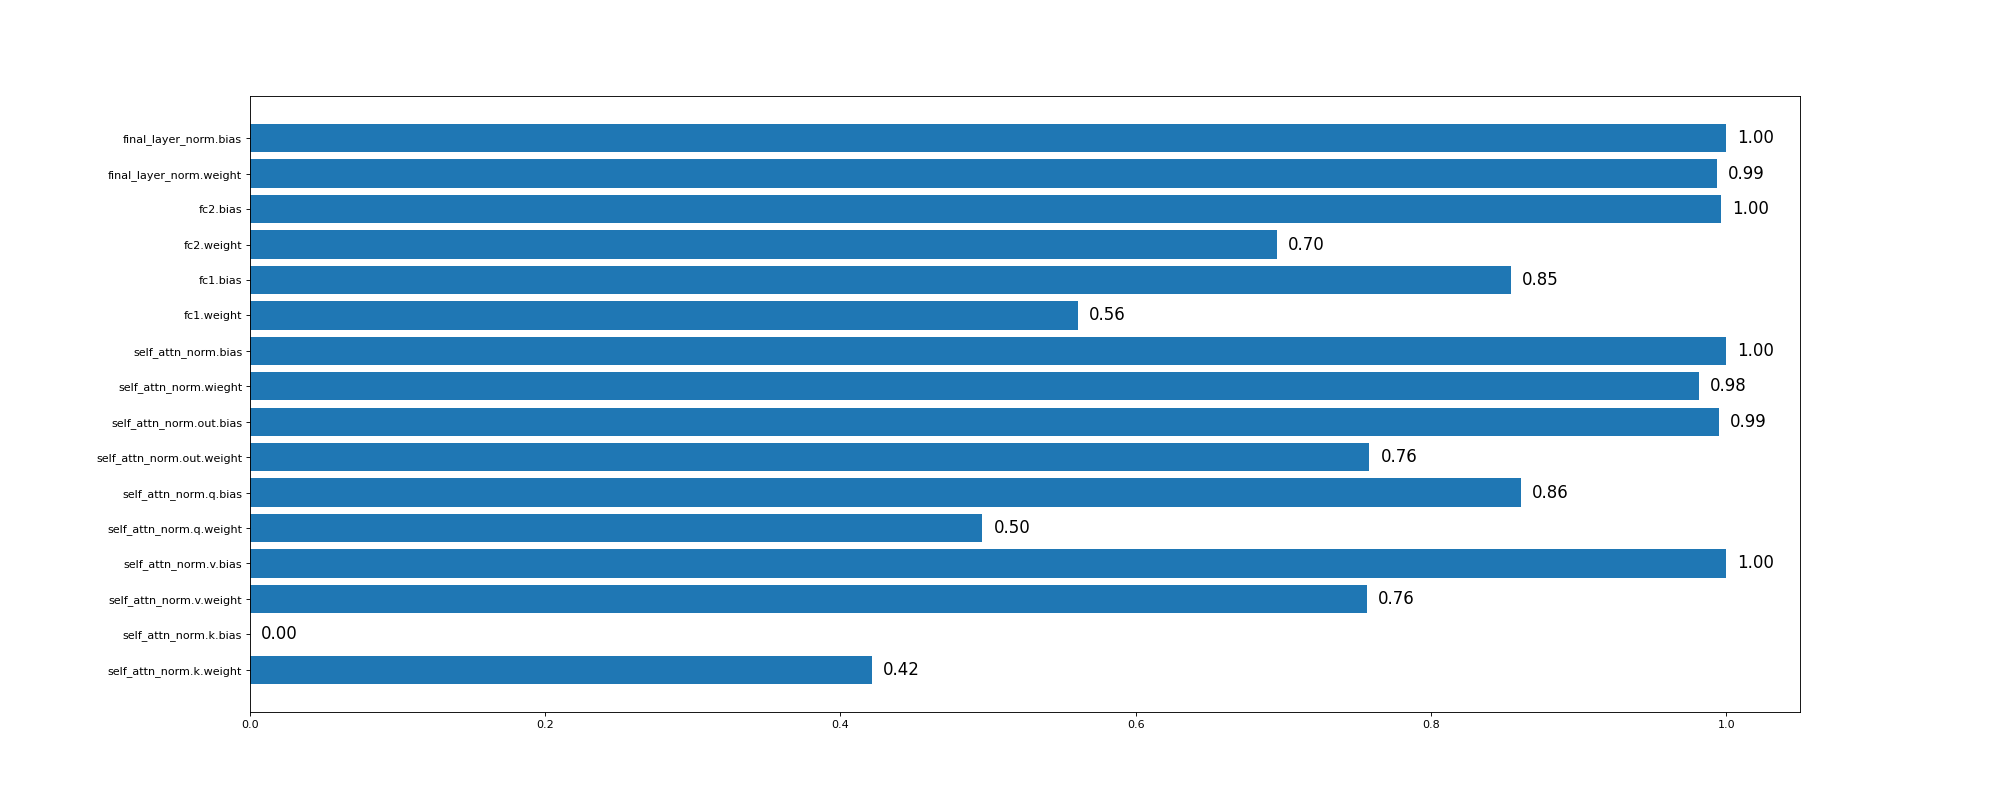 final_layer_norm.bias 1.00
final_layer_norm.weight 0.99
fc2.bias 1.00
fc2.weight 0.70
fc1.bias 0.85
fc1.weight 0.56
self_attn_norm.bias 1.00
self_attn_norm.wieght 0.98
self_attn_norm.out.bias 0.99
self_attn_norm.out.weight 0.76
self_attn_norm.q.bias 0.86
self_attn_norm.q.weight 0.50
self_attn_norm.v.bias 1.00
self_attn_norm.v.weight 0.76
self_attn_norm.k.bias 0.00
self_attn_norm.k.weight 0.42
0.0 0.2 0.4 0.6 0.8 1.0